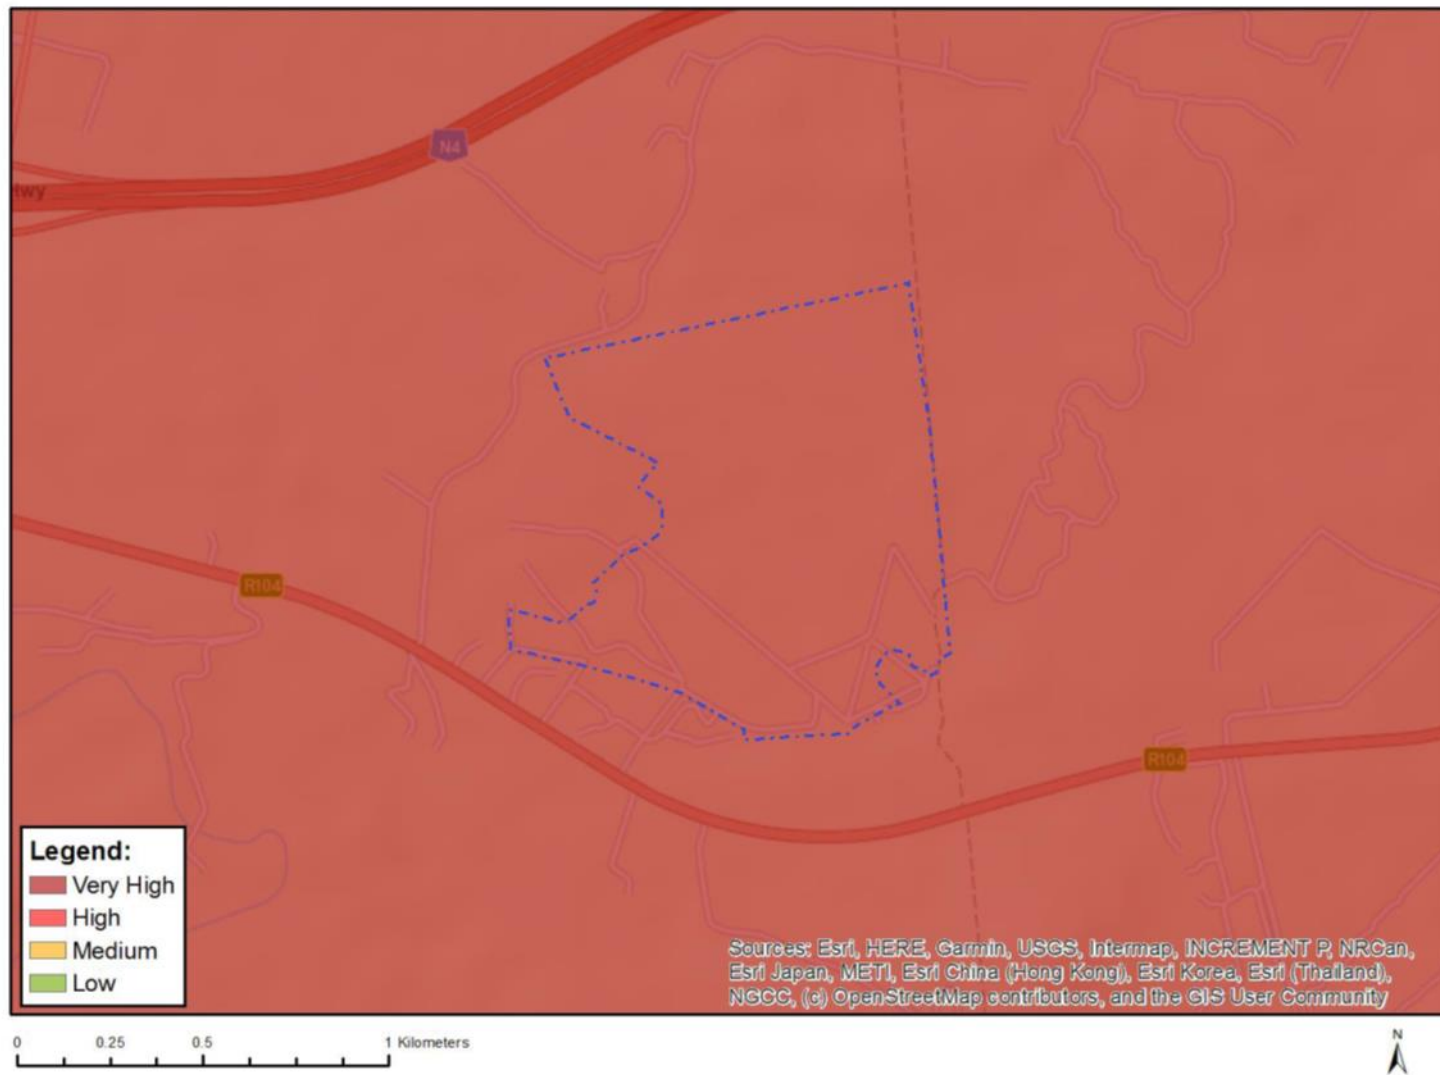 N4
Hwy
R104
R104
Legend:
Very High
High
Medium
Low
Sources: Esri, HERE, Garmin, USGS, Intermap, INCREMENT P, NRCan,
Esri Japan, METI, Esri China (Hong Kong), Esri Korea, Esri (Thailand),
NGCC, (c) OpenStreetMap contributors, and the GIS User Community
0 0.25 0.5 1 Kilometers
N